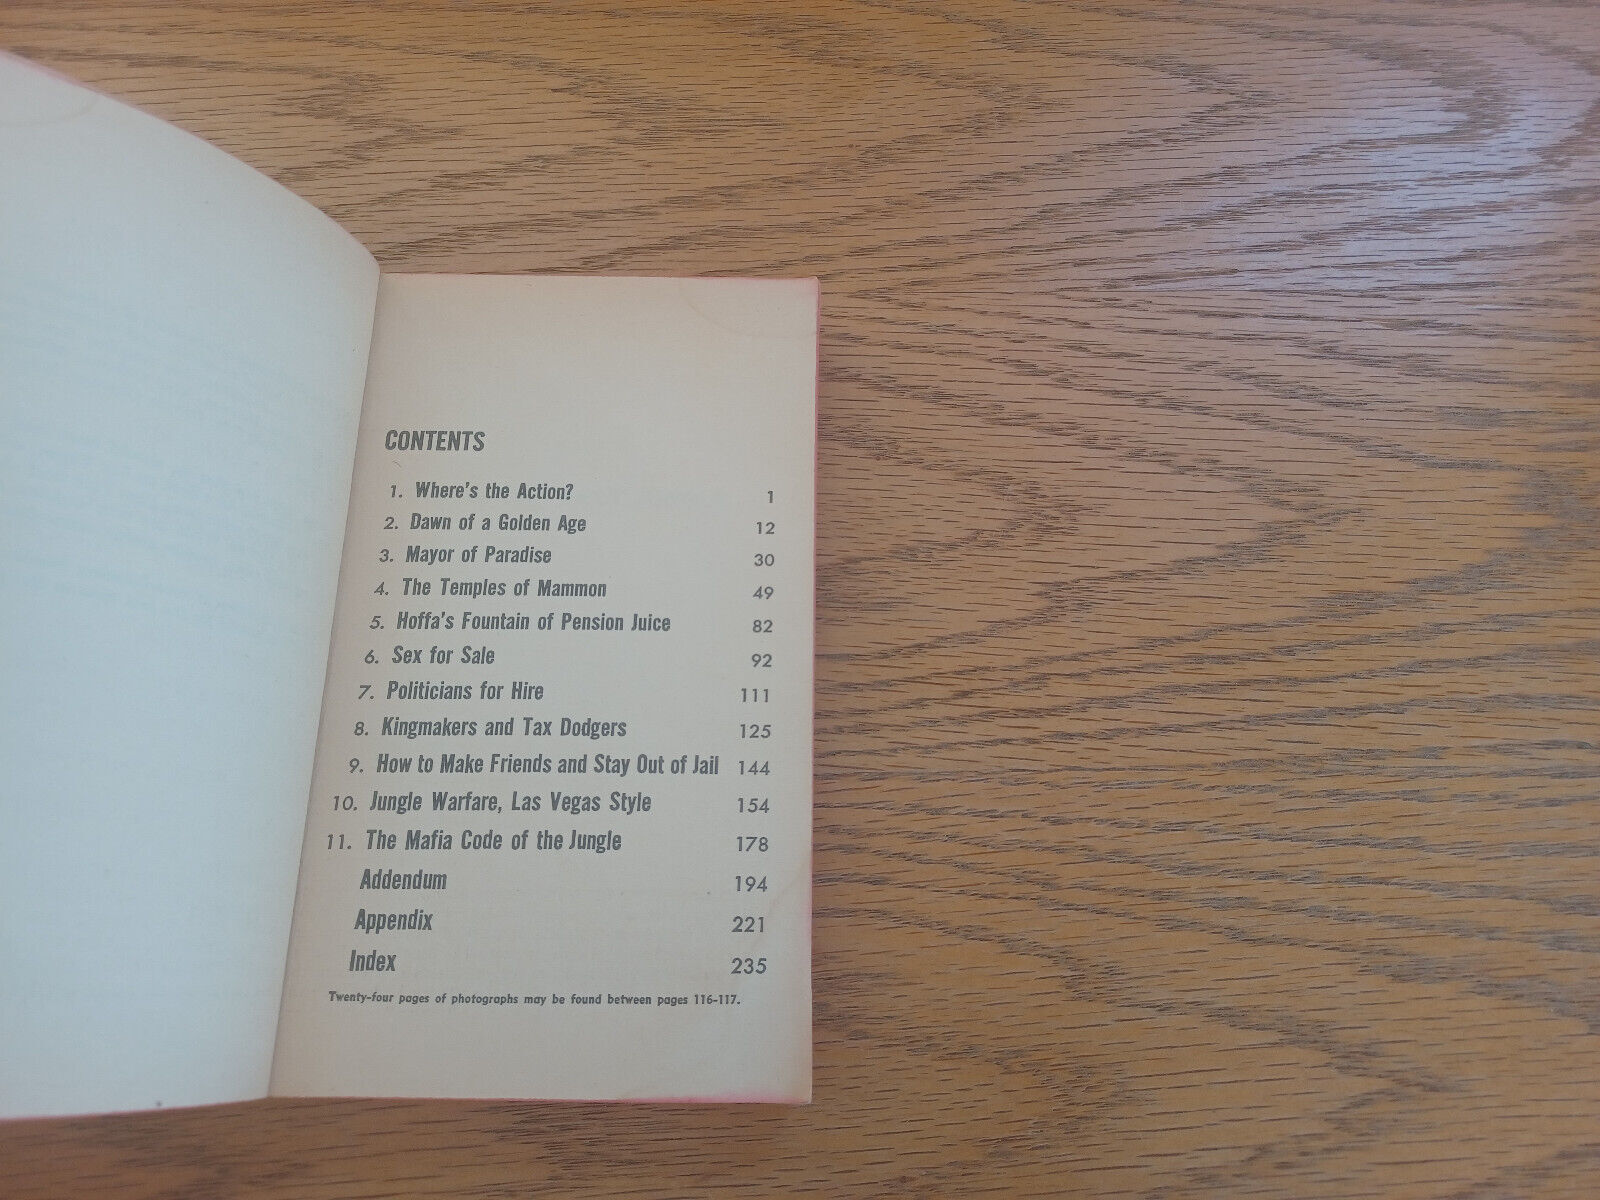 CONTENTS
1. Where's the Action? 1
2. Dawn of a Golden Age 12
3. Mayor of Paradise 30
4. The Temples of Mammon 49
5. Hoffa's Fountain of Pension Juice 82
6. Sex for Sale 92
7. Politicians for Hire 111
8. Kingmakers and Tax Dodgers 125
9. How to Make Friends and Stay Out of Jail 144
10. Jungle Warfare, Las Vegas Style 154
11. The Mafia Code of the Jungle 178
Addendum 194
Appendix 221
Index 235
Twenty-four pages of photographs may be found between pages 116-117.